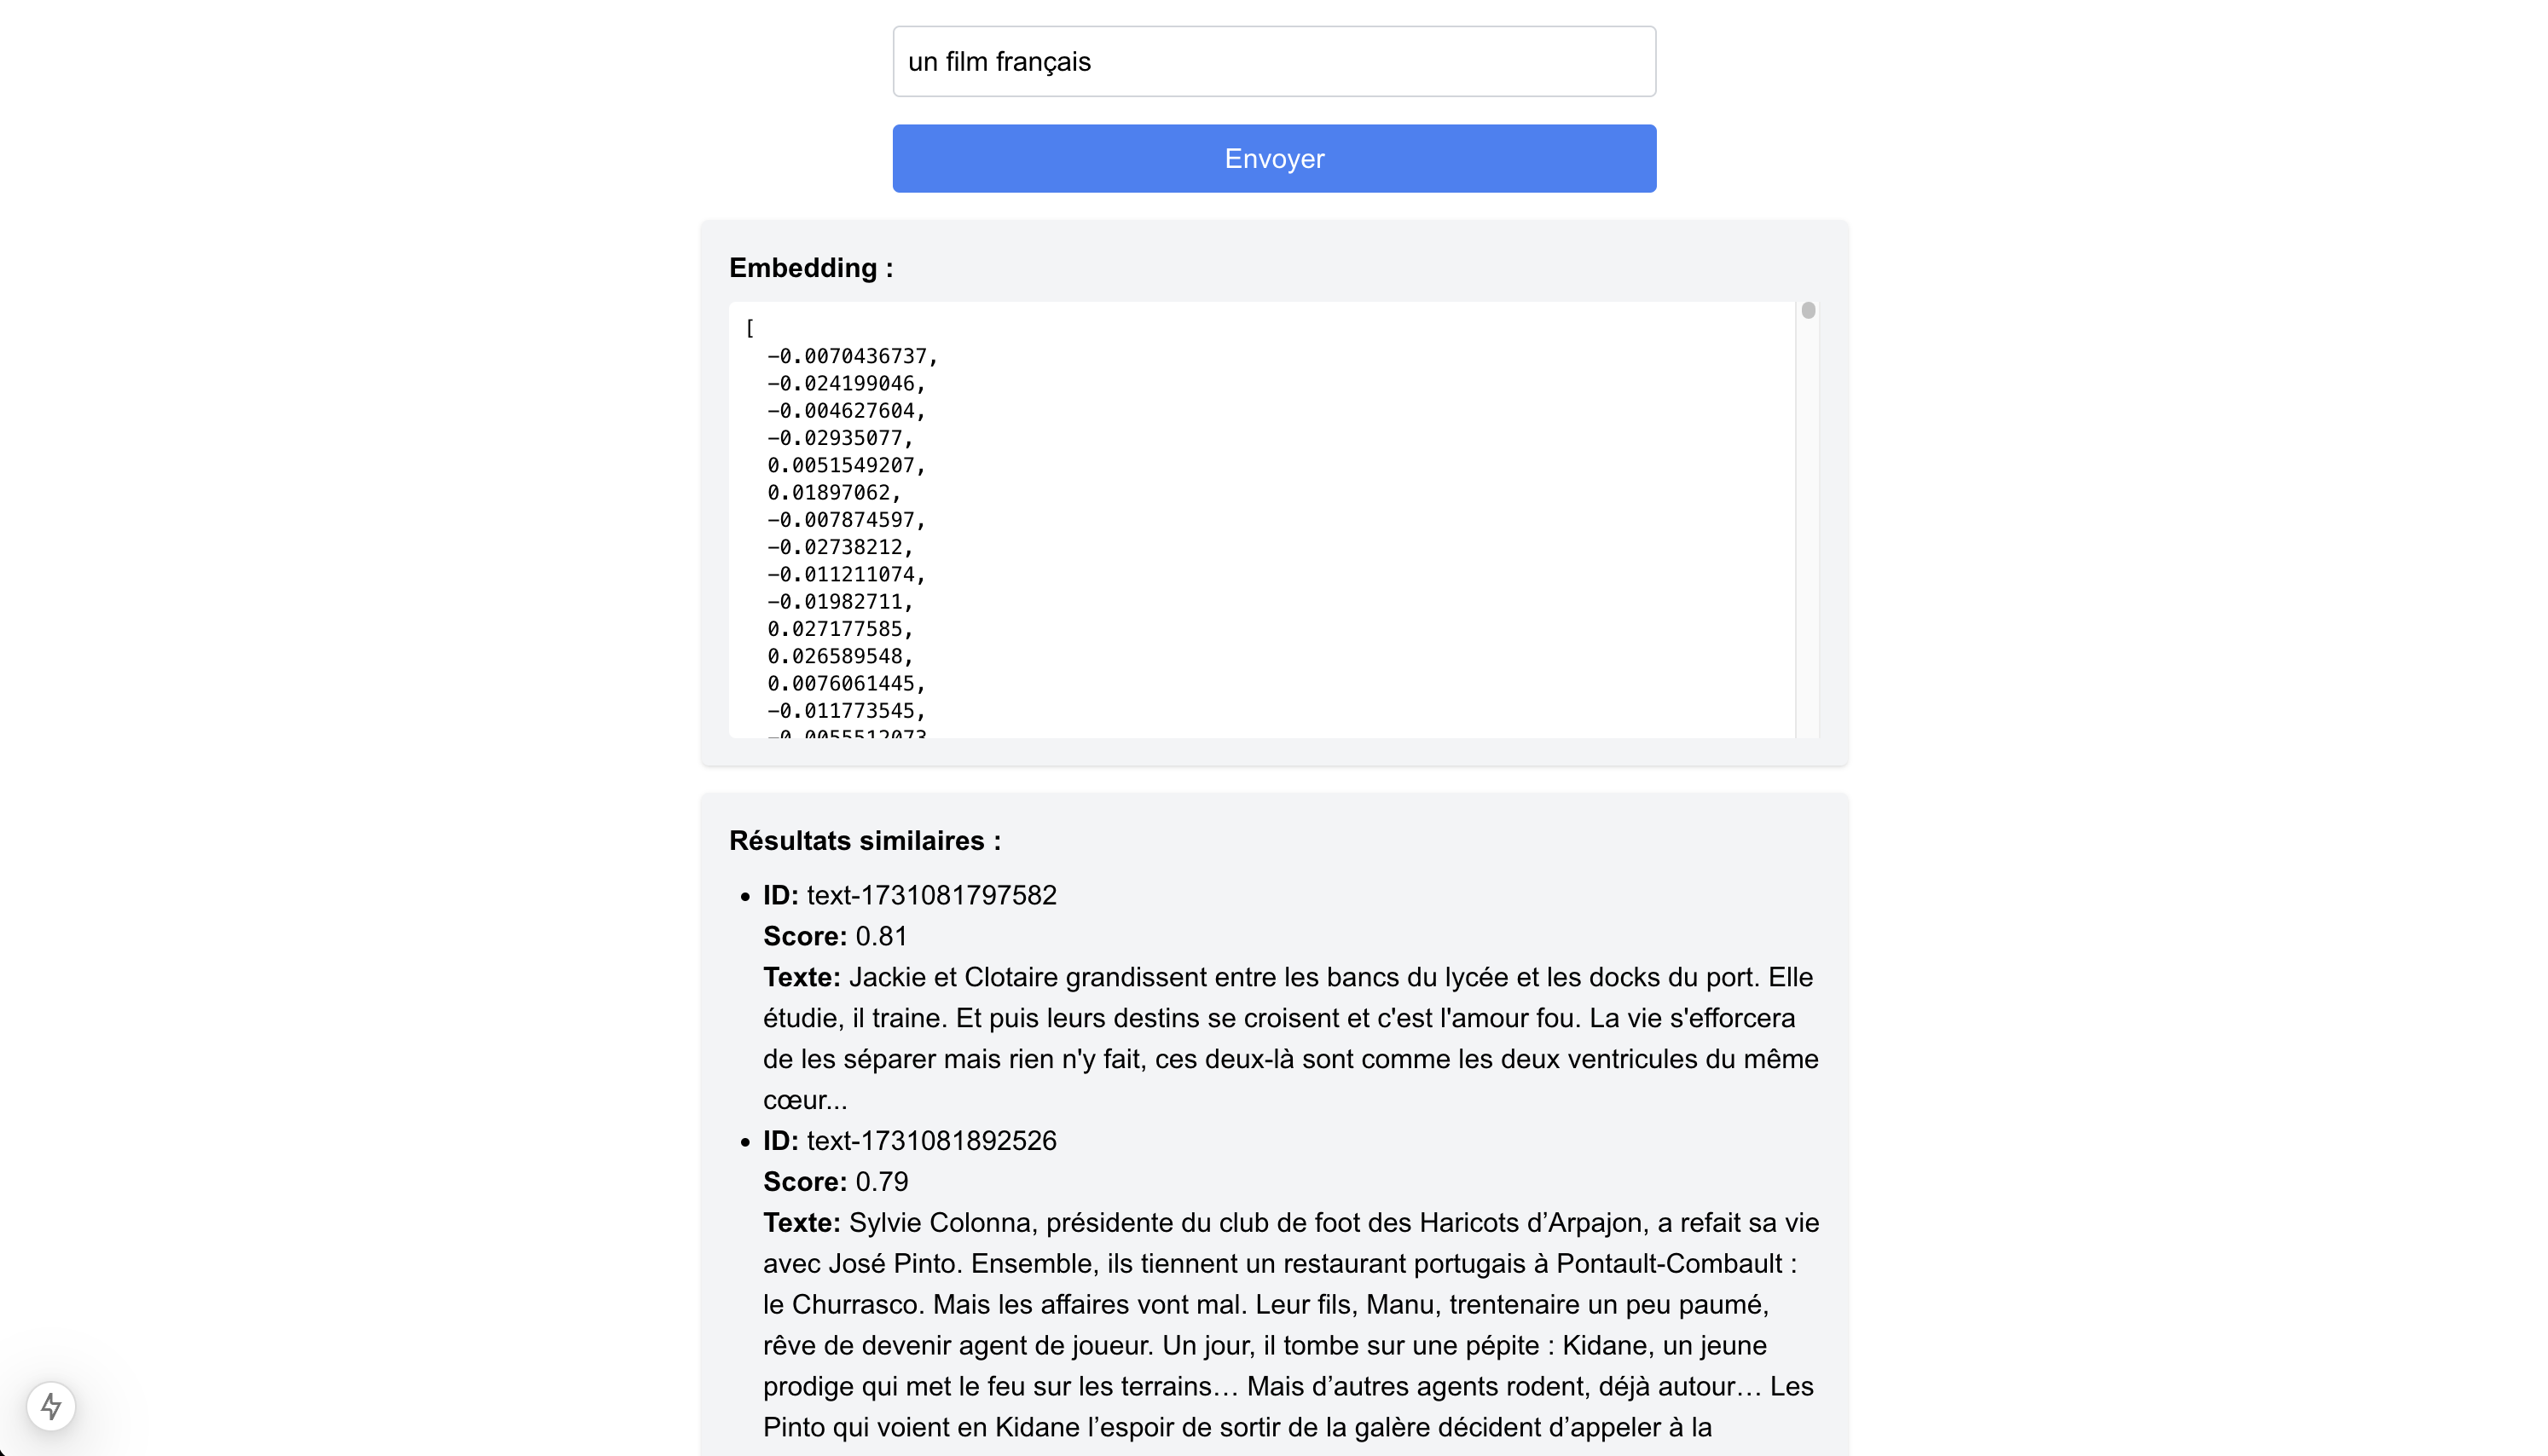 un film français
Envoyer
Embedding :
[
-0.0070436737,
-0.024199046,
-0.004627604,
-0.02935077,
0.0051549207,
0.01897062,
-0.007874597,
-0.02738212,
-0.011211074,
-0.01982711,
0.027177585,
0.026589548,
0.0076061445,
-0.011773545,
-0.0055512073
Résultats similaires :
• ID: text-1731081797582
Score: 0.81
Texte: Jackie et Clotaire grandissent entre les bancs du lycée et les docks du port. Elle
étudie, il traine. Et puis leurs destins se croisent et c'est l'amour fou. La vie s'efforcera
de les séparer mais rien n'y fait, ces deux-là sont comme les deux ventricules du même
cœur...
• ID: text-1731081892526
Score: 0.79
Texte: Sylvie Colonna, présidente du club de foot des Haricots d’Arpajon, a refait sa vie
avec José Pinto. Ensemble, ils tiennent un restaurant portugais à Pontault-Combault :
le Churrasco. Mais les affaires vont mal. Leur fils, Manu, trentenaire un peu paumé,
rêve de devenir agent de joueur. Un jour, il tombe sur une pépite : Kidane, un jeune
prodige qui met le feu sur les terrains… Mais d’autres agents rodent, déjà autour… Les
Pinto qui voient en Kidane l’espoir de sortir de la galère décident d’appeler à la